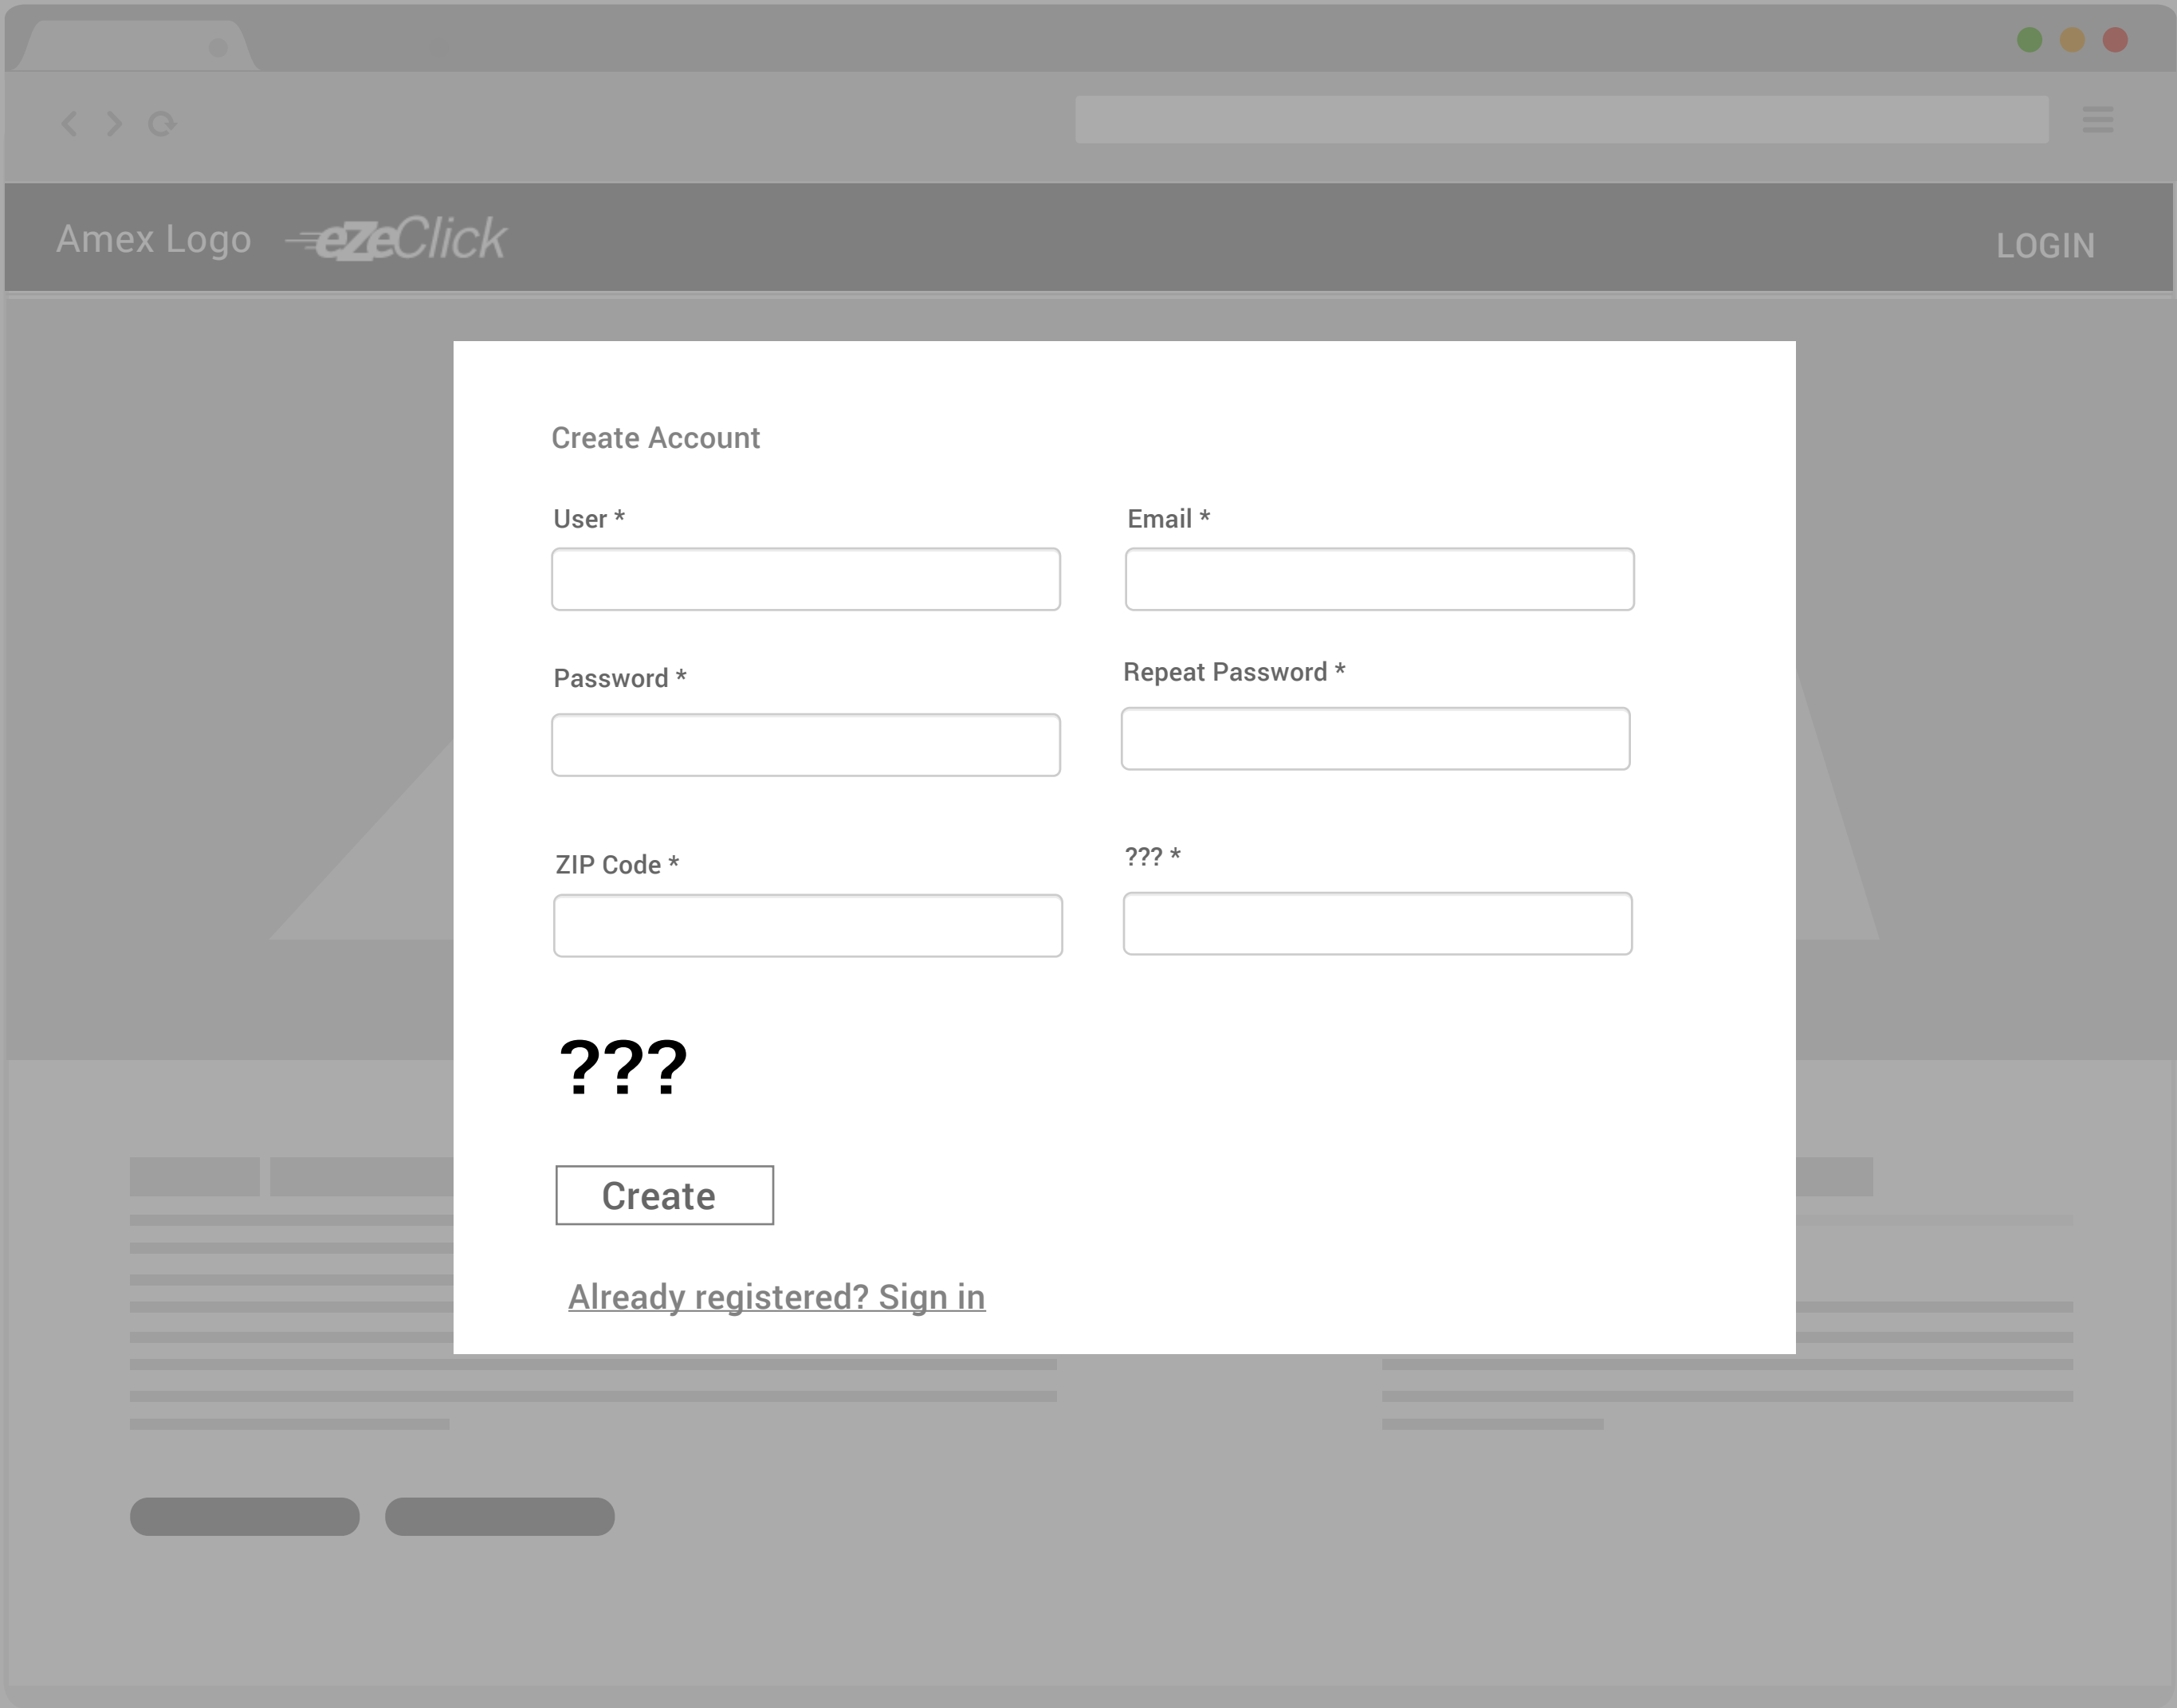 Amex Logo ezeClick LOGIN
Create Account
User * Email *
Password * Repeat Password *
ZIP Code * ??? *
???
Create
Already registered? Sign in